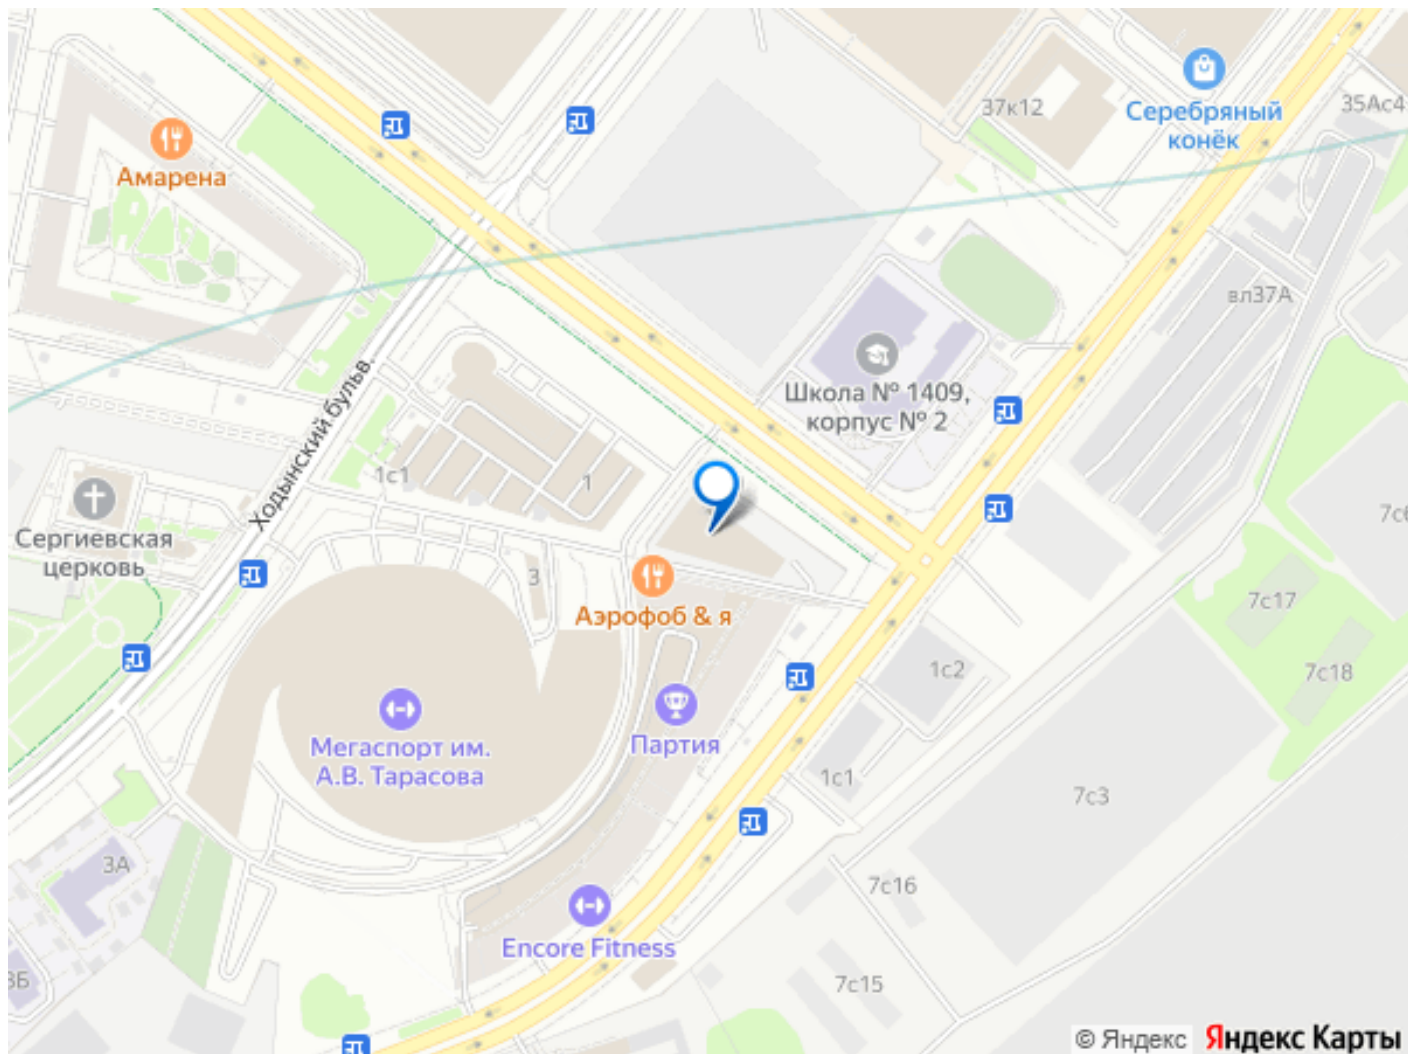 37к12
35Ас4
Серебряный
конёк
Амарена
вл37А
Школа № 1409,
корпус № 2
Ходынский бульв.
1с1
1
Сергиевская
церковь
3
Аэрофоб & я
7с17
7с18
1с2
Партия
Мегаспорт им.
А.В. Тарасова
1с1
7с3
3А
7с16
Encore Fitness
7с15
© Яндекс Яндекс Карты